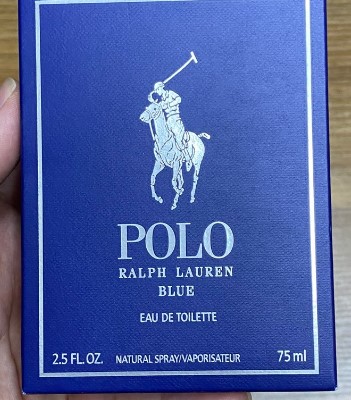 POLO
RALPH LAUREN
BLUE
EAU DE TOILETTE
2.5 FL.OZ. NATURAL SPRAY/VAPORISATEUR 75 ml